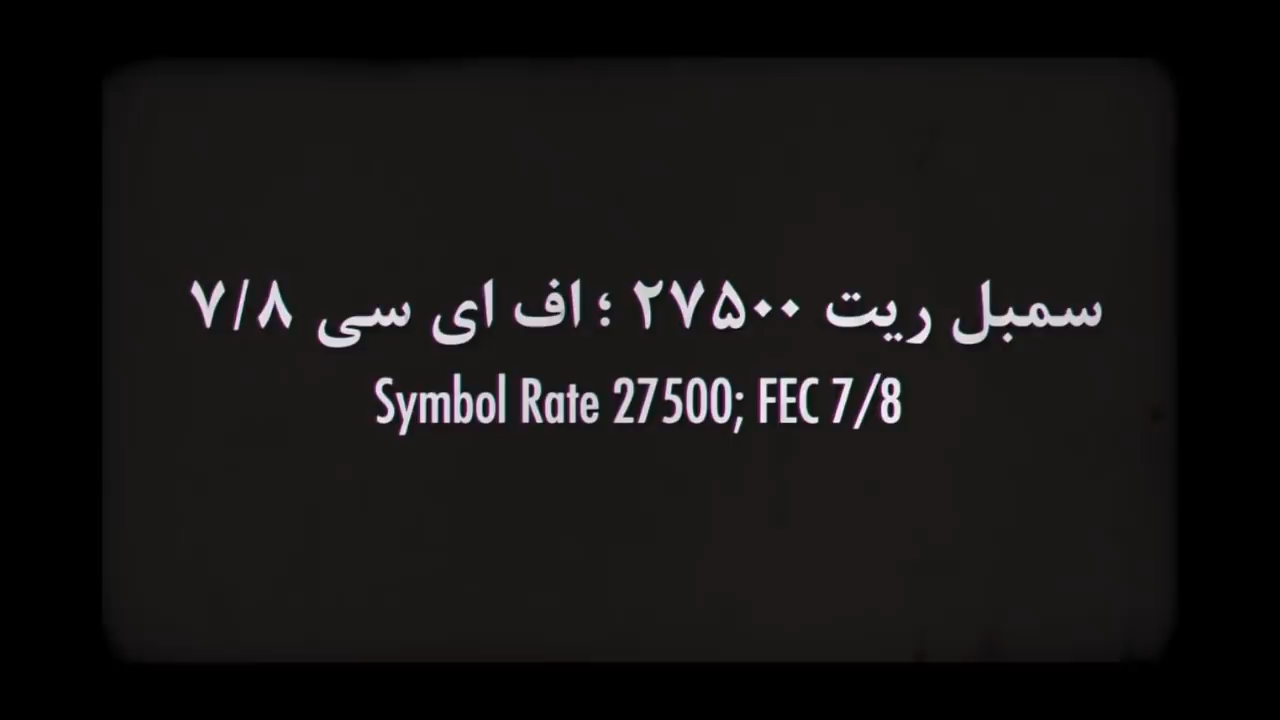 سمبل ریت ۲۷۵۰۰ ؛ اف ای سی ۷/۸
Symbol Rate 27500; FEC 7/8